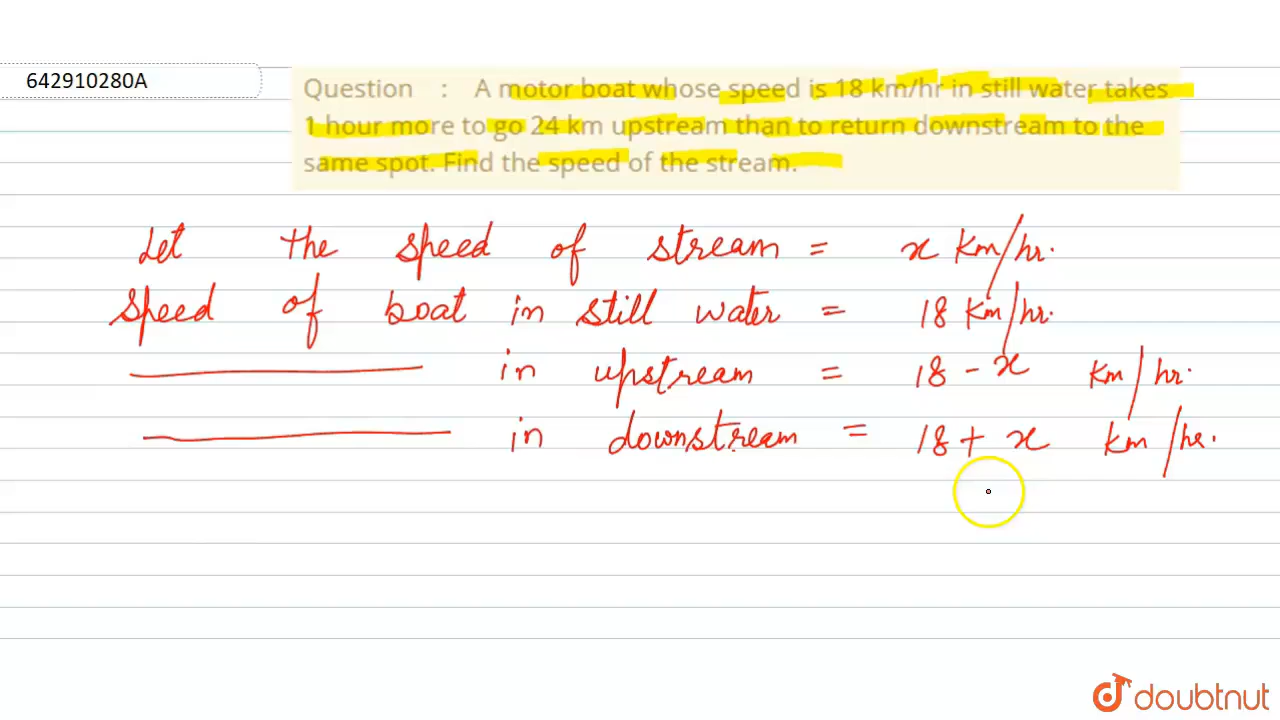 642910280A
Question : A motor boat whose speed is 18 km/hr in still water takes
1 hour more to go 24 km upstream than to return downstream to the
same spot. Find the speed of the stream.
Let the speed of stream = x km/hr.
Speed of boat in still water = 18 km/hr.
in upstream = 18 - x km/hr.
in downstream = 18 + x km/hr.
doubtnut